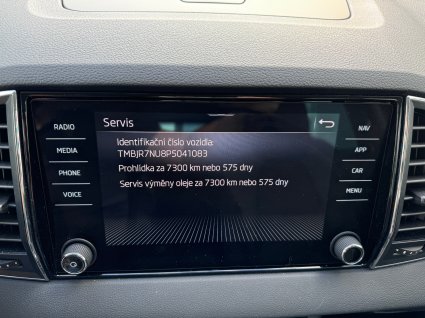 Servis
RADIO
MEDIA
PHONE
VOICE
Identifikační číslo vozidla:
TMBJR7NU8P5041083
Prohlídka za 7300 km nebo 575 dny
Servis výměny oleje za 7300 km nebo 575 dny
NAV
APP
CAR
MENU